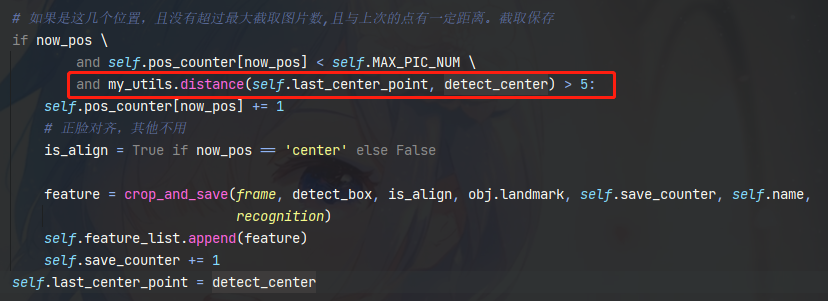 # 如果是这几个位置，且没有超过最大截取图片数,且与上次的点有一定距离. 截取保存
if now_pos \
and self.pos_counter[now_pos] < self.MAX_PIC_NUM \
and my_utils.distance(self.last_center_point, detect_center) > 5:
self.pos_counter[now_pos] += 1
# 正脸对齐，其他不用
is_align = True if now_pos == 'center' else False
feature = crop_and_save(frame, detect_box, is_align, obj.landmark, self.save_counter, self.name,
recognition)
self.feature_list.append(feature)
self.save_counter += 1
self.last_center_point = detect_center